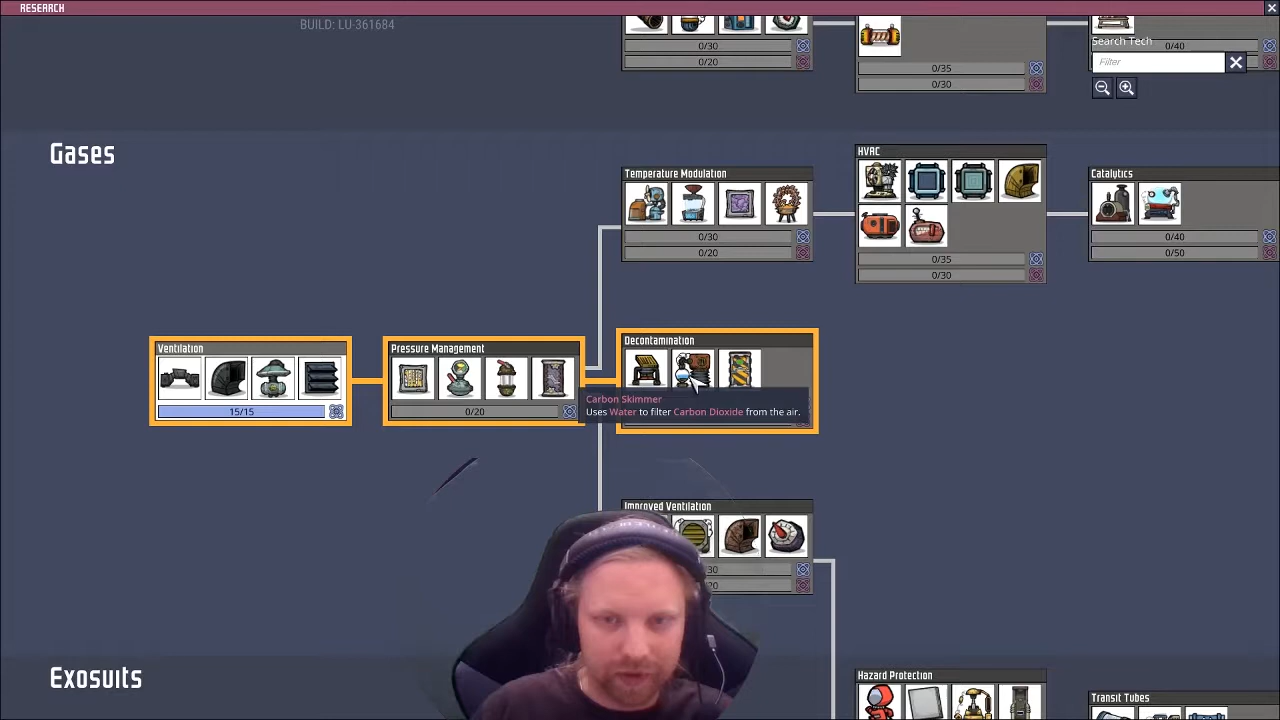 RESEARCH
BUILD: LU-361684
0/30
0/20
0/35
0/30
Search Tech
0/40
Filter
Gases
Temperature Modulation
0/30
0/20
HVAC
0/35
0/30
Catalytics
0/40
0/50
Ventilation
15/15
Pressure Management
0/20
Decontamination
Carbon Skimmer
Uses Water to filter Carbon Dioxide from the air.
Improved Ventilation
Exosuits
Hazard Protection
Transit Tubes